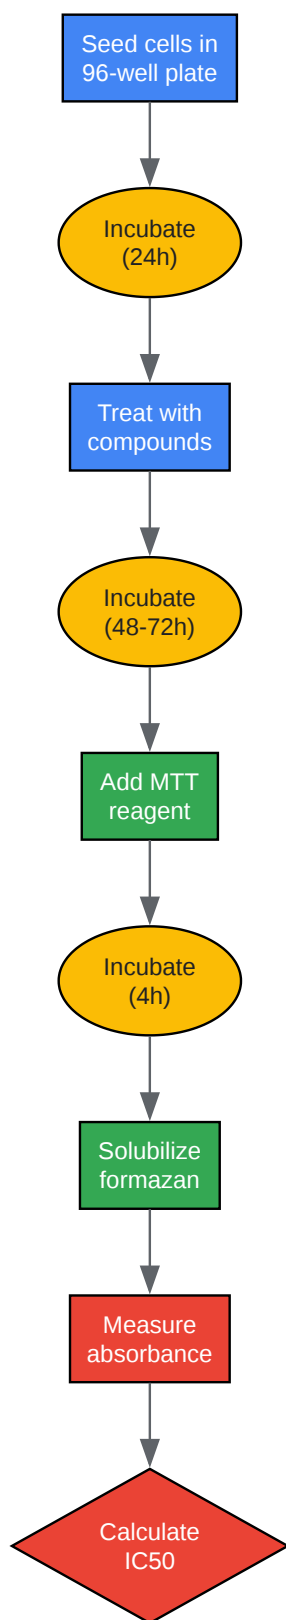 Seed cells in
96-well plate
Incubate
(24h)
Treat with
compounds
Incubate
(48-72h)
Add MTT
reagent
Incubate
(4h)
Solubilize
formazan
Measure
absorbance
Calculate
IC50